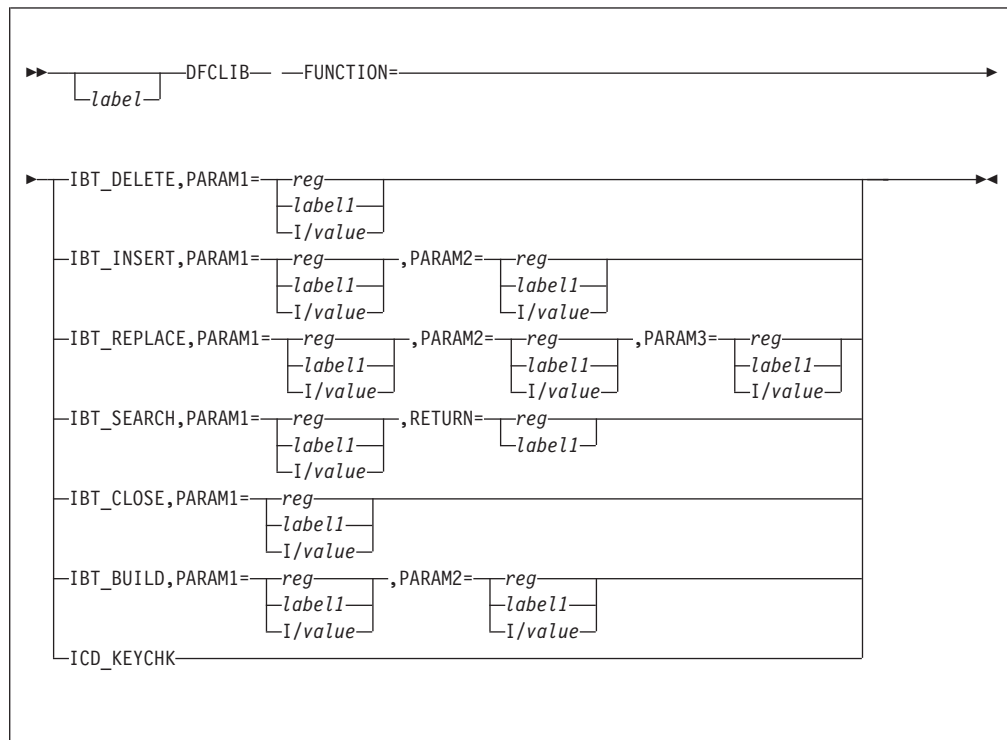 DFCLIB FUNCTION=
label
IBT_DELETE,PARAM1= reg
label1
I/value
IBT_INSERT,PARAM1= reg ,PARAM2= reg
label1 label1
I/value I/value
IBT_REPLACE,PARAM1= reg ,PARAM2= reg ,PARAM3= reg
label1 label1 label1
I/value I/value I/value
IBT_SEARCH,PARAM1= reg ,RETURN= reg
label1 label1
I/value
IBT_CLOSE,PARAM1= reg
label1
I/value
IBT_BUILD,PARAM1= reg ,PARAM2= reg
label1 label1
I/value I/value
ICD_KEYCHK